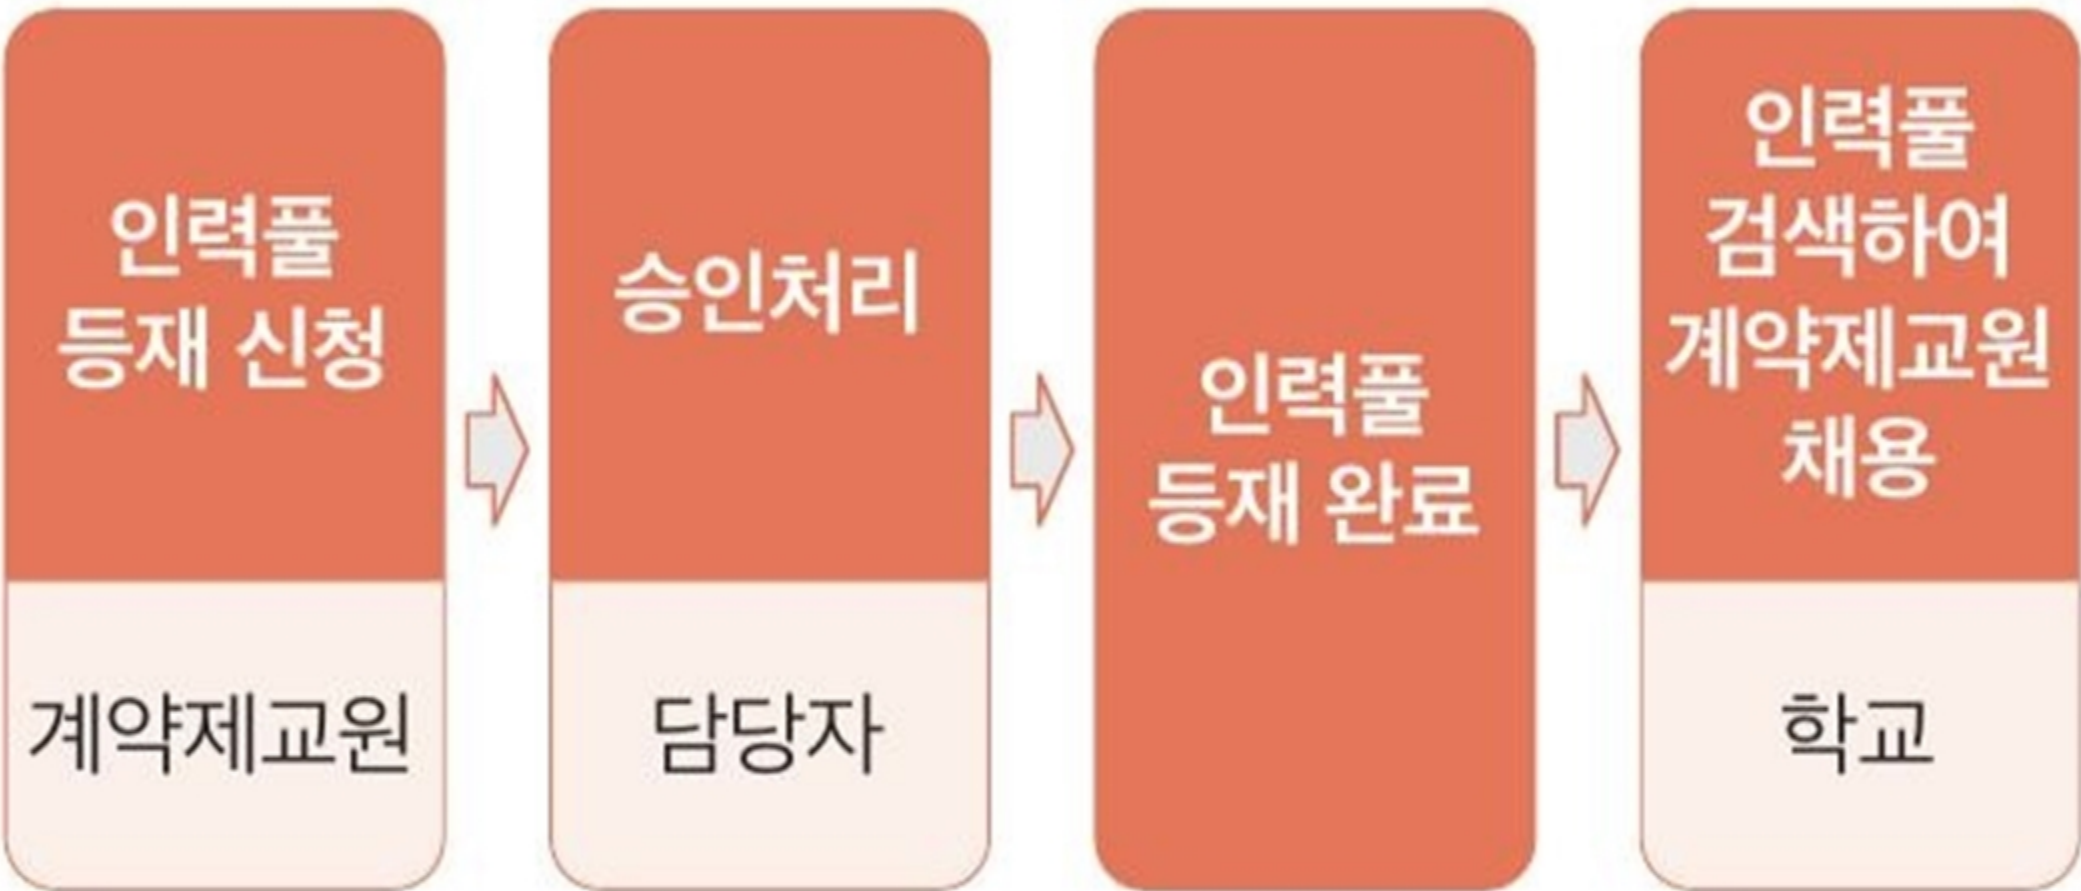 인력풀
등재 신청
계약제교원
승인처리
담당자
인력풀
등재 완료
인력풀
검색하여
계약제교원
채용
학교